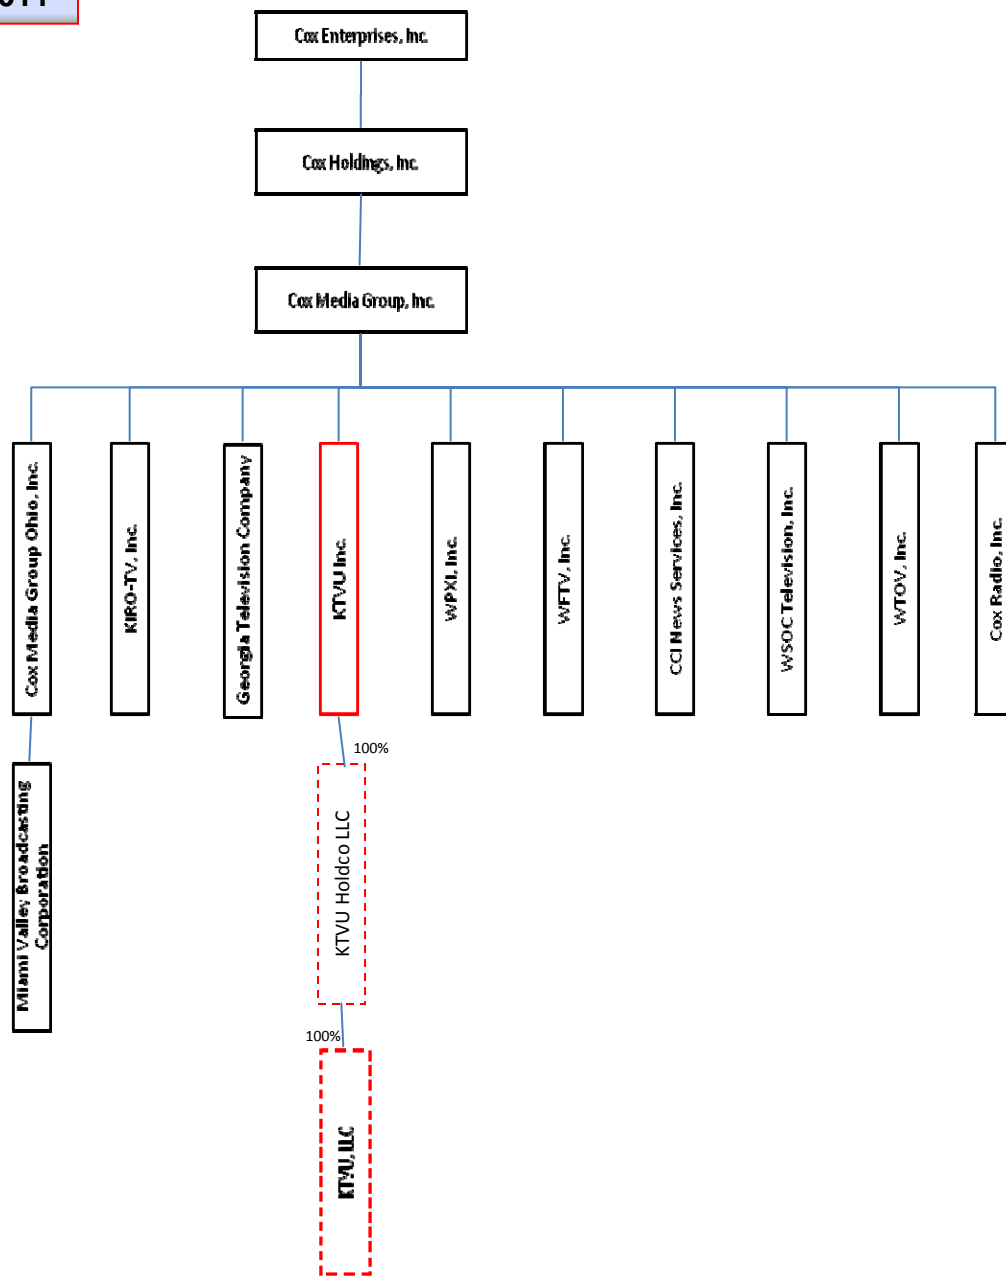 Cox Enterprises, Inc.
Cox Holdings, Inc.
Cox Media Group, Inc.
Cox Media Group Ohio, Inc.
KIRO-TV, Inc.
Georgia Television Company
KTVU Inc.
WPXI, Inc.
WFTV, Inc.
CCI News Services, Inc.
WSOC Television, Inc.
WTOV, Inc.
Cox Radio, Inc.
100%
Miami Valley Broadcasting
Corporation
KTVU Holdco LLC
100%
KTVU, LLC